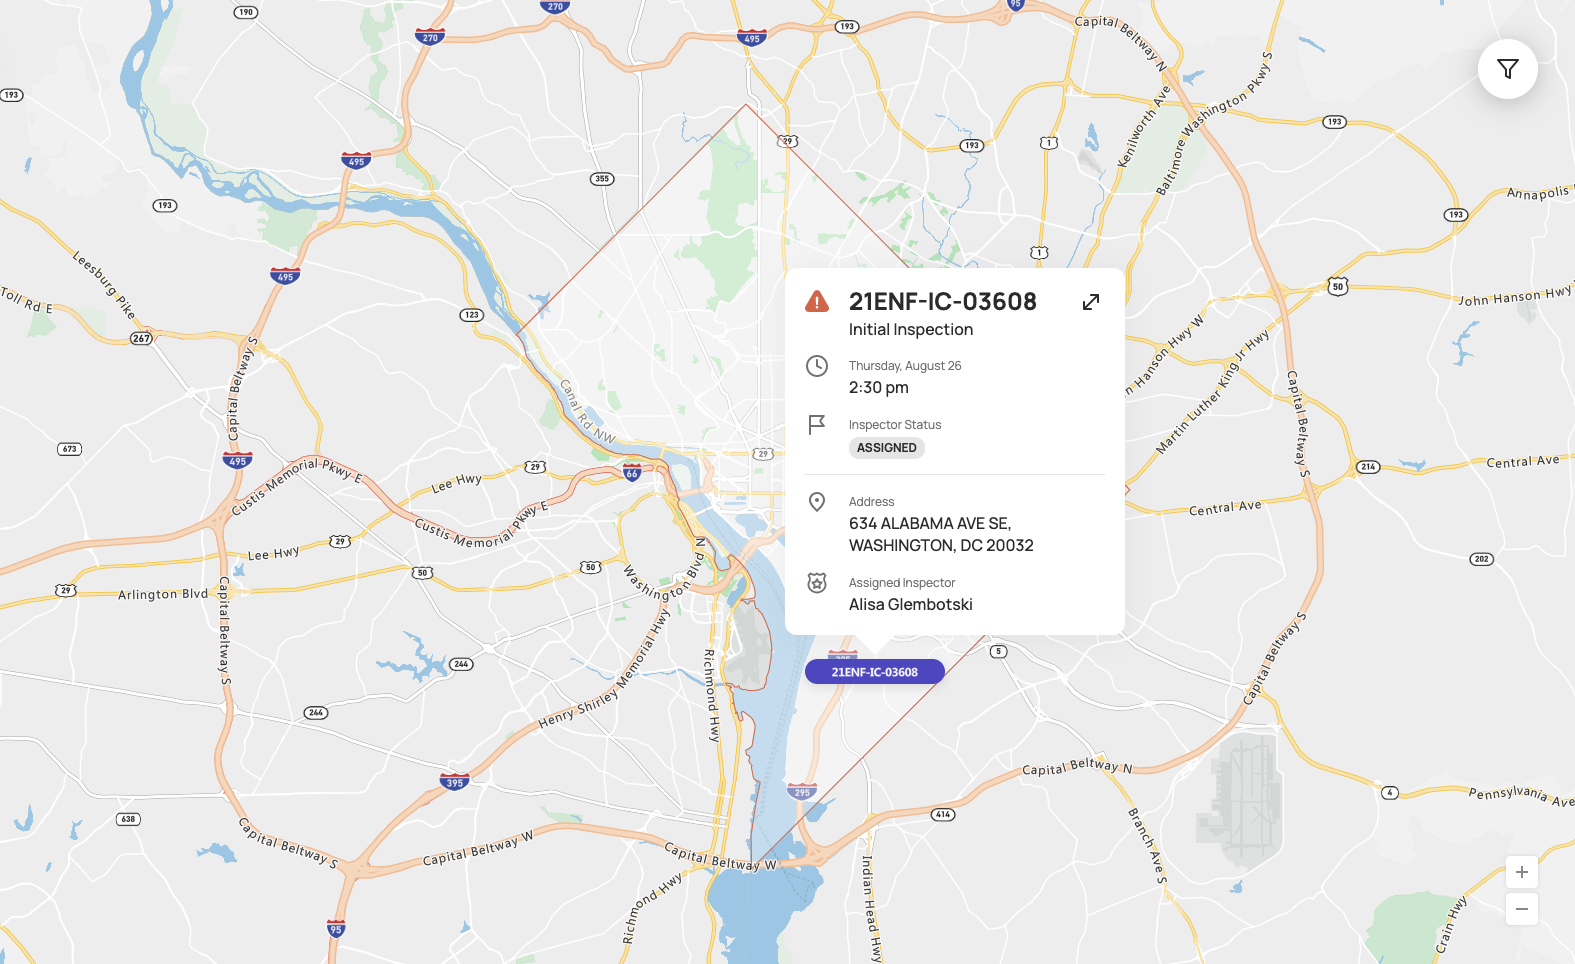 190
270
270
95
495
193
Capital Beltway N
193
193
495
355
29
193
1
193
Kenilworth Ave
Baltimore Washington Pkwy S
193
Annapolis
193
1
Leesburg Pike
495
50
John Hanson Hwy
Toll Rd E
267
123
Capital Beltway S
21ENF-IC-03608
Initial Inspection
Thursday, August 26
2:30 pm
Inspector Status
ASSIGNED
Address
634 ALABAMA AVE SE,
WASHINGTON, DC 20032
Assigned Inspector
Alisa Glembotski
21ENF-IC-03608
n Hanson Hwy W
Martin Luther King Jr Hwy
Capital Beltway S
Canal Rd NW
673
495
Custis Memorial Pkwy E
Lee Hwy
29
66
29
214
Central Ave
Central Ave
Custis Memorial Pkwy E
Lee Hwy
29
50
50
29
Arlington Blvd
Washington Blvd N
202
Capital Beltway S
244
Henry Shirley Memorial Hwy
Richmond Hwy
295
5
Capital Beltway S
244
395
295
Capital Beltway N
4
Pennsylvania Ave
638
Capital Beltway S
Capital Beltway W
Capital Beltway W
414
Branch Ave S
Indian Head Hwy
Richmond Hwy
95
Crain Hwy